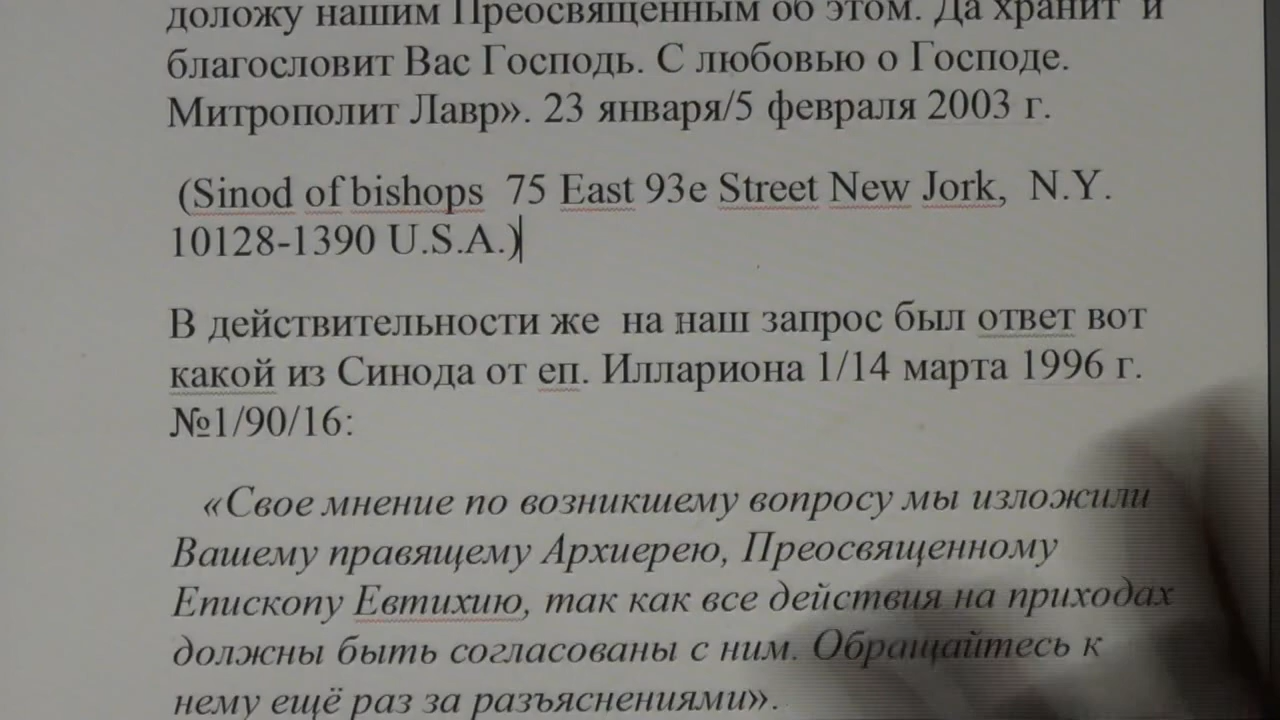 доложу нашим Преосвященным об этом. Да хранит и
благословит Вас Господь. С любовью о Господе.
Митрополит Лавр». 23 января/5 февраля 2003 г.
(Sinod of bishops 75 East 93e Street New Jork, N.Y.
10128-1390 U.S.A.)
В действительности же на наш запрос был ответ вот
какой из Синода от еп. Иллариона 1/14 марта 1996 г.
№1/90/16:
«Свое мнение по возникшему вопросу мы изложили
Вашему правящему Архиерею, Преосвященному
Епископу Евтихию, так как все действия на приходах
должны быть согласованы с ним. Обращайтесь к
нему ещё раз за разъяснениями».